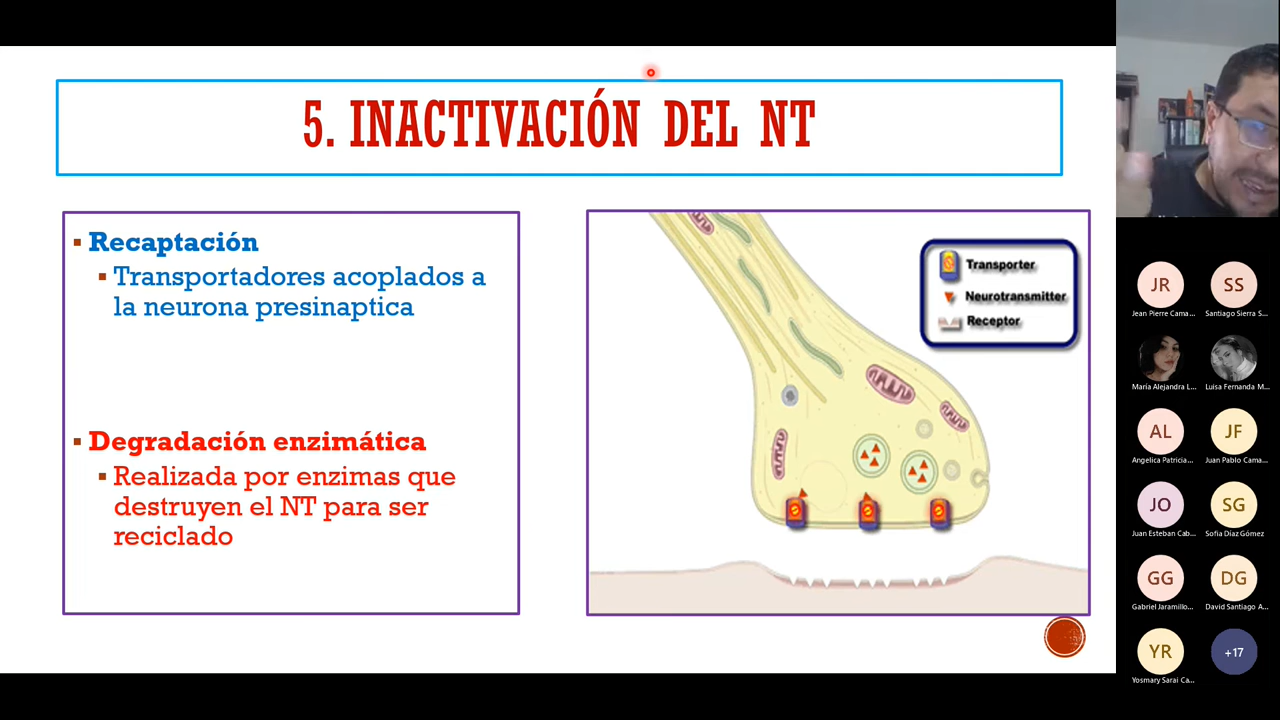 5. INACTIVACIÓN DEL NT
Recaptación
Transportadores acoplados a
la neurona presinaptica
Degradación enzimática
Realizada por enzimas que
destruyen el NT para ser
reciclado
Transporter
Neurotransmitter
Receptor
JR
SS
Jean Pierre Cama...
Santiago Sierra S...
María Alejandra L...
Luisa Fernanda M...
AL
JF
Angelica Patricia...
Juan Pablo Cama...
JO
SG
Juan Esteban Cab...
Sofia Diaz Gómez
GG
DG
Gabriel Jaramillo...
David Santiago A...
YR
+17
Yosmary Sarai Ca...